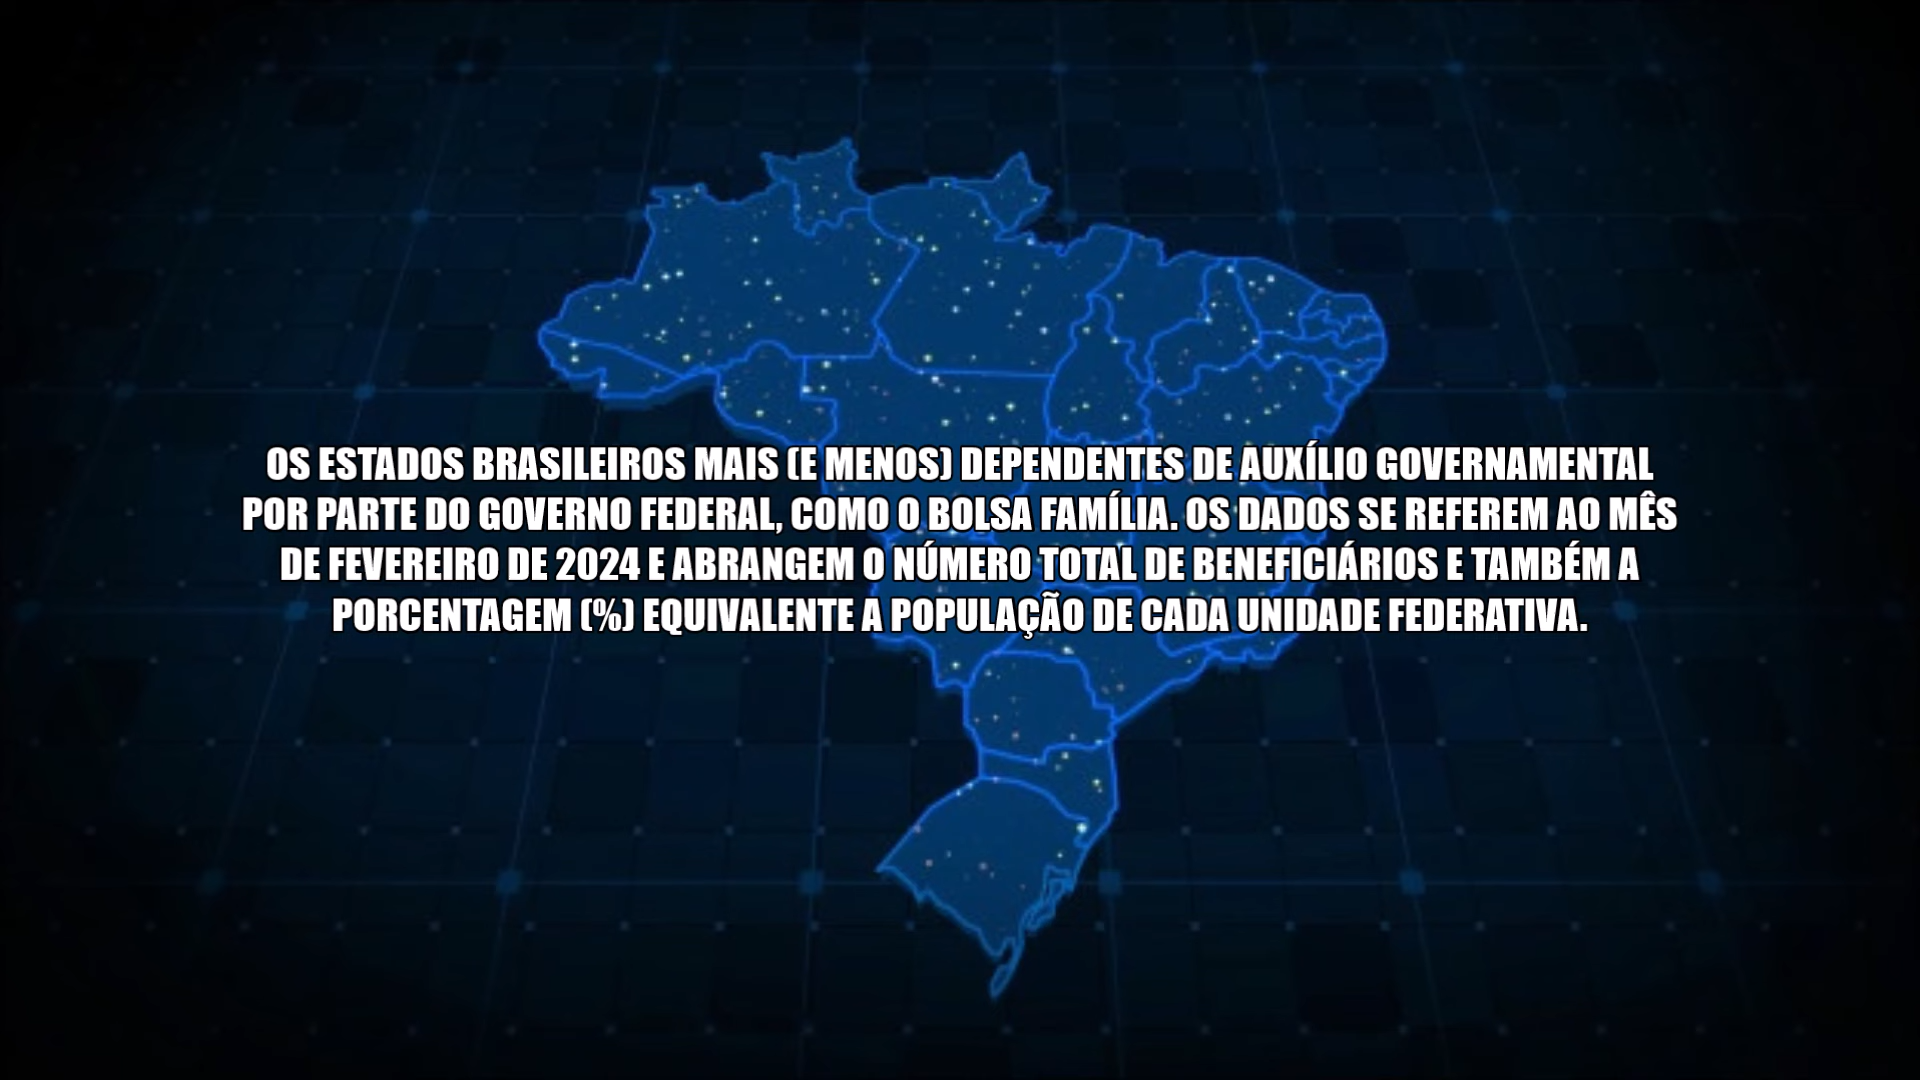 OS ESTADOS BRASILEIROS MAIS (E MENOS) DEPENDENTES DE AUXÍLIO GOVERNAMENTAL
POR PARTE DO GOVERNO FEDERAL, COMO O BOLSA FAMÍLIA. OS DADOS SE REFEREM AO MÊS
DE FEVEREIRO DE 2024 E ABRANGEM O NÚMERO TOTAL DE BENEFICIÁRIOS E TAMBÉM A
PORCENTAGEM (%) EQUIVALENTE A POPULAÇÃO DE CADA UNIDADE FEDERATIVA.